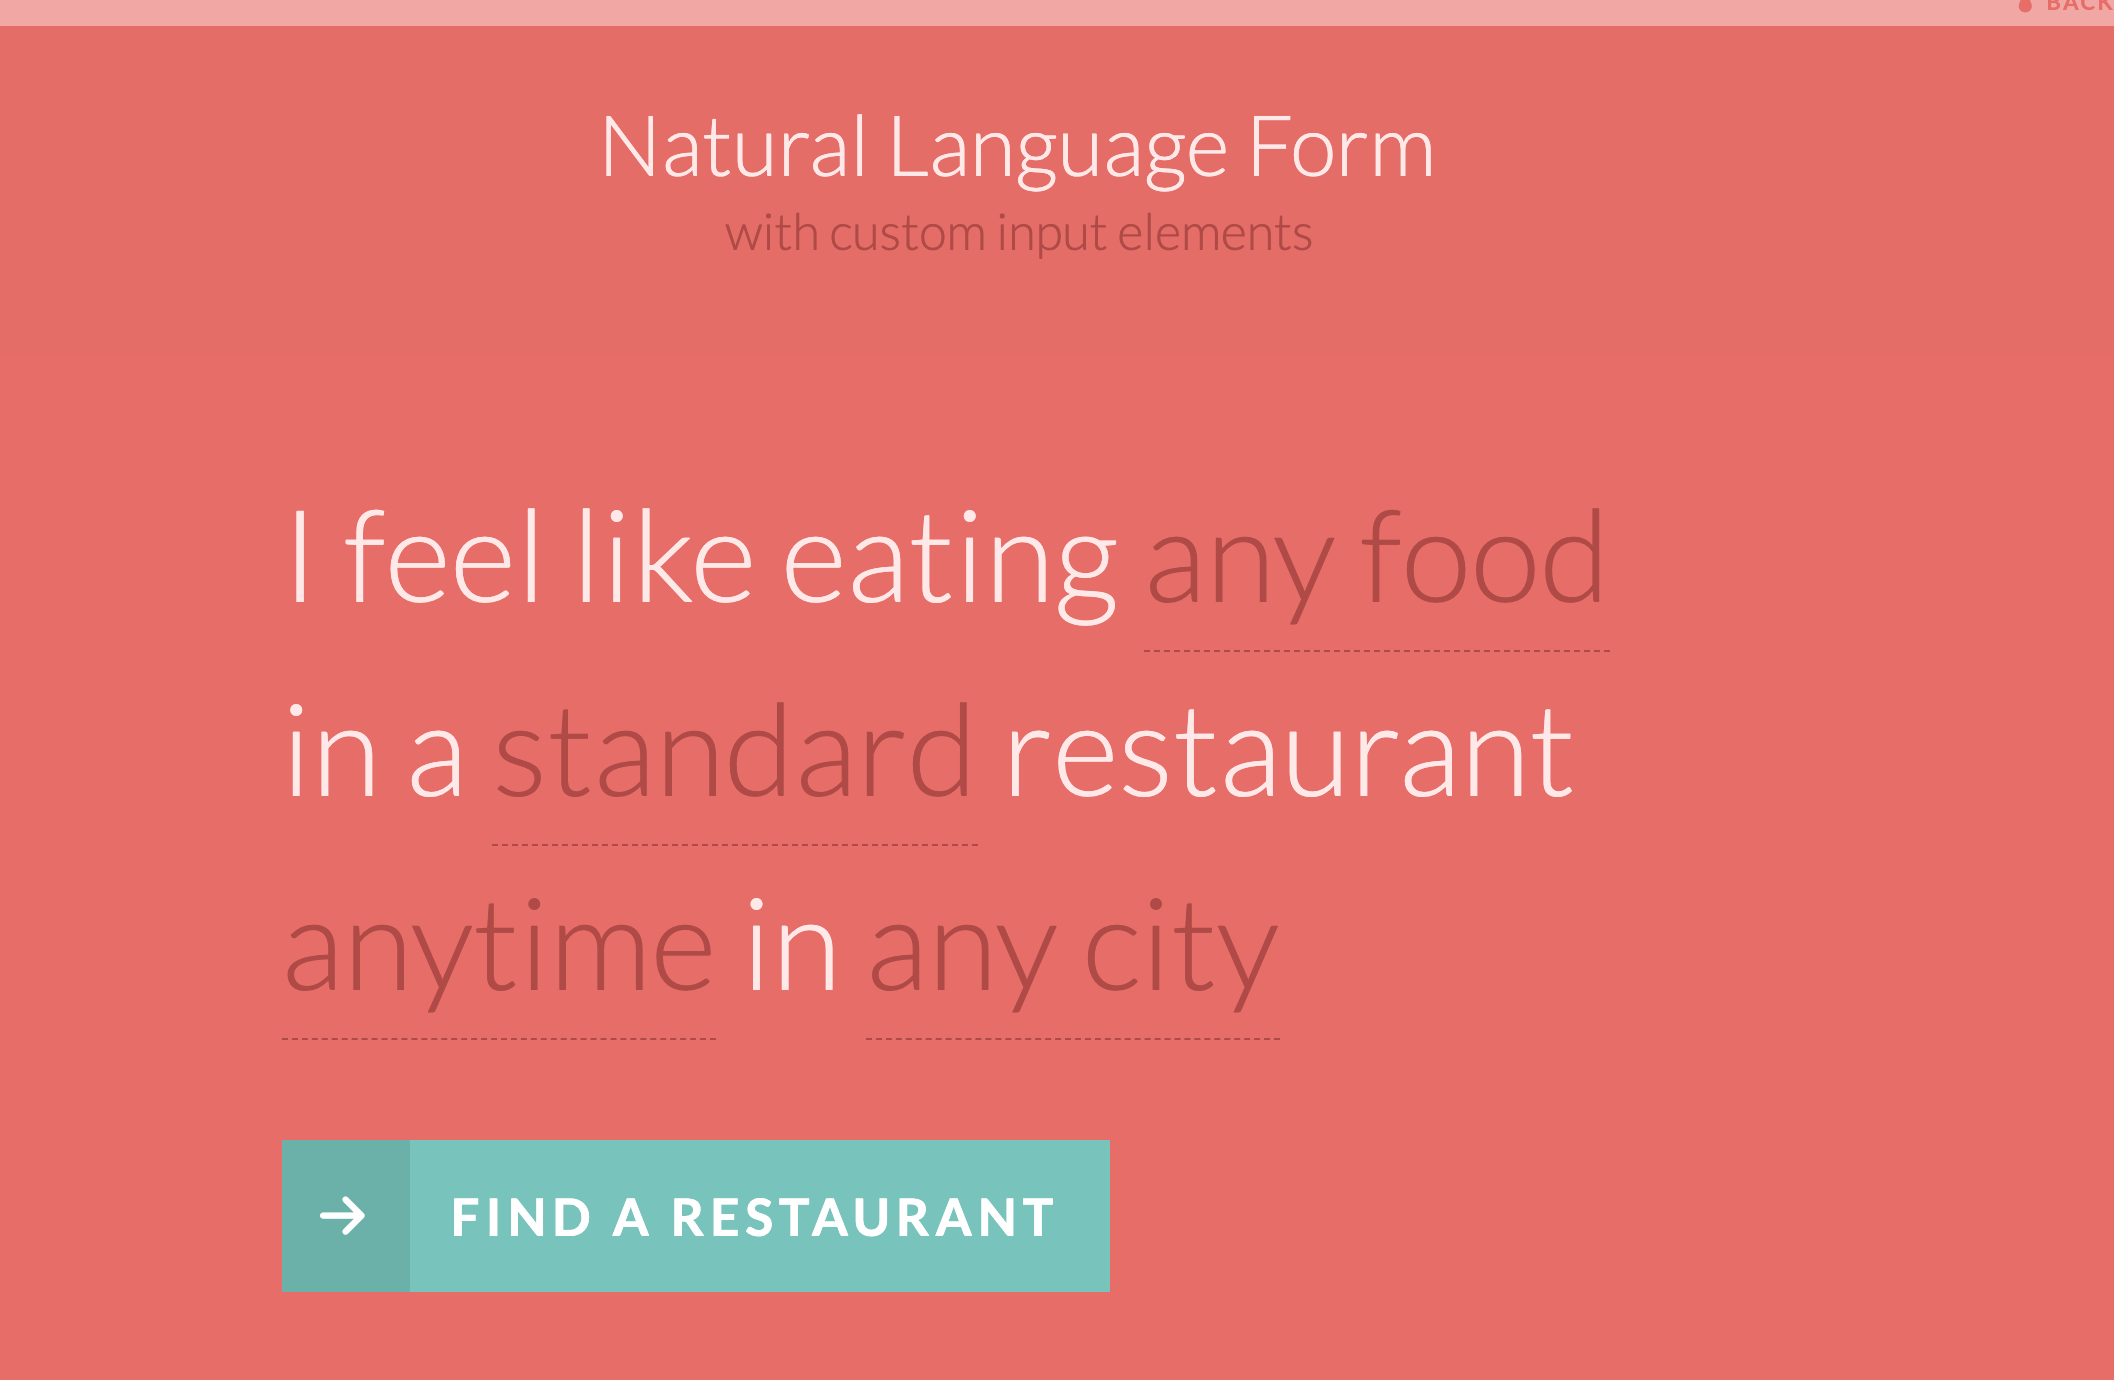 BACK
Natural Language Form
with custom input elements
I feel like eating any food
in a standard restaurant
anytime in any city
FIND A RESTAURANT